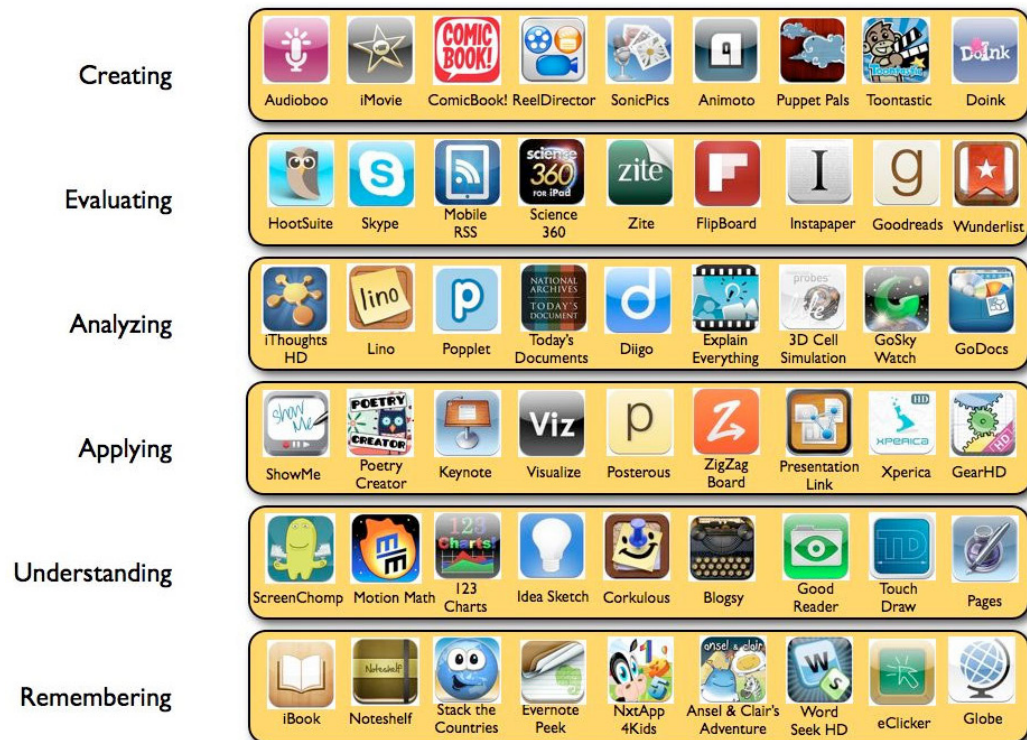 Creating
COMIC BOOK!
DoInk
Toontastic
Audioboo iMovie ComicBook! ReelDirector SonicPics Animoto Puppet Pals Toontastic Doink
Evaluating
science 360 FOR iPad
zite
I
g
HootSuite Skype Mobile RSS Science 360 Zite FlipBoard Instapaper Goodreads Wunderlist
Analyzing
lino
p
NATIONAL ARCHIVES TODAY'S DOCUMENT
d
probes
iThoughts HD Lino Popplet Today's Documents Diigo Explain Everything 3D Cell Simulation GoSky Watch GoDocs
Applying
show Me
POETRY CREATOR
Viz
p
HD XPERICA
HD
ShowMe Poetry Creator Keynote Visualize Posterous ZigZag Board Presentation Link Xperica GearHD
Understanding
123 Charts!
TD
ScreenChomp Motion Math 123 Charts Idea Sketch Corkulous Blogsy Good Reader Touch Draw Pages
Remembering
Noteshelf
ansel & clair
W S
iBook Noteshelf Stack the Countries Evernote Peek NxtApp 4Kids Ansel & Clair's Adventure Word Seek HD eClicker Globe